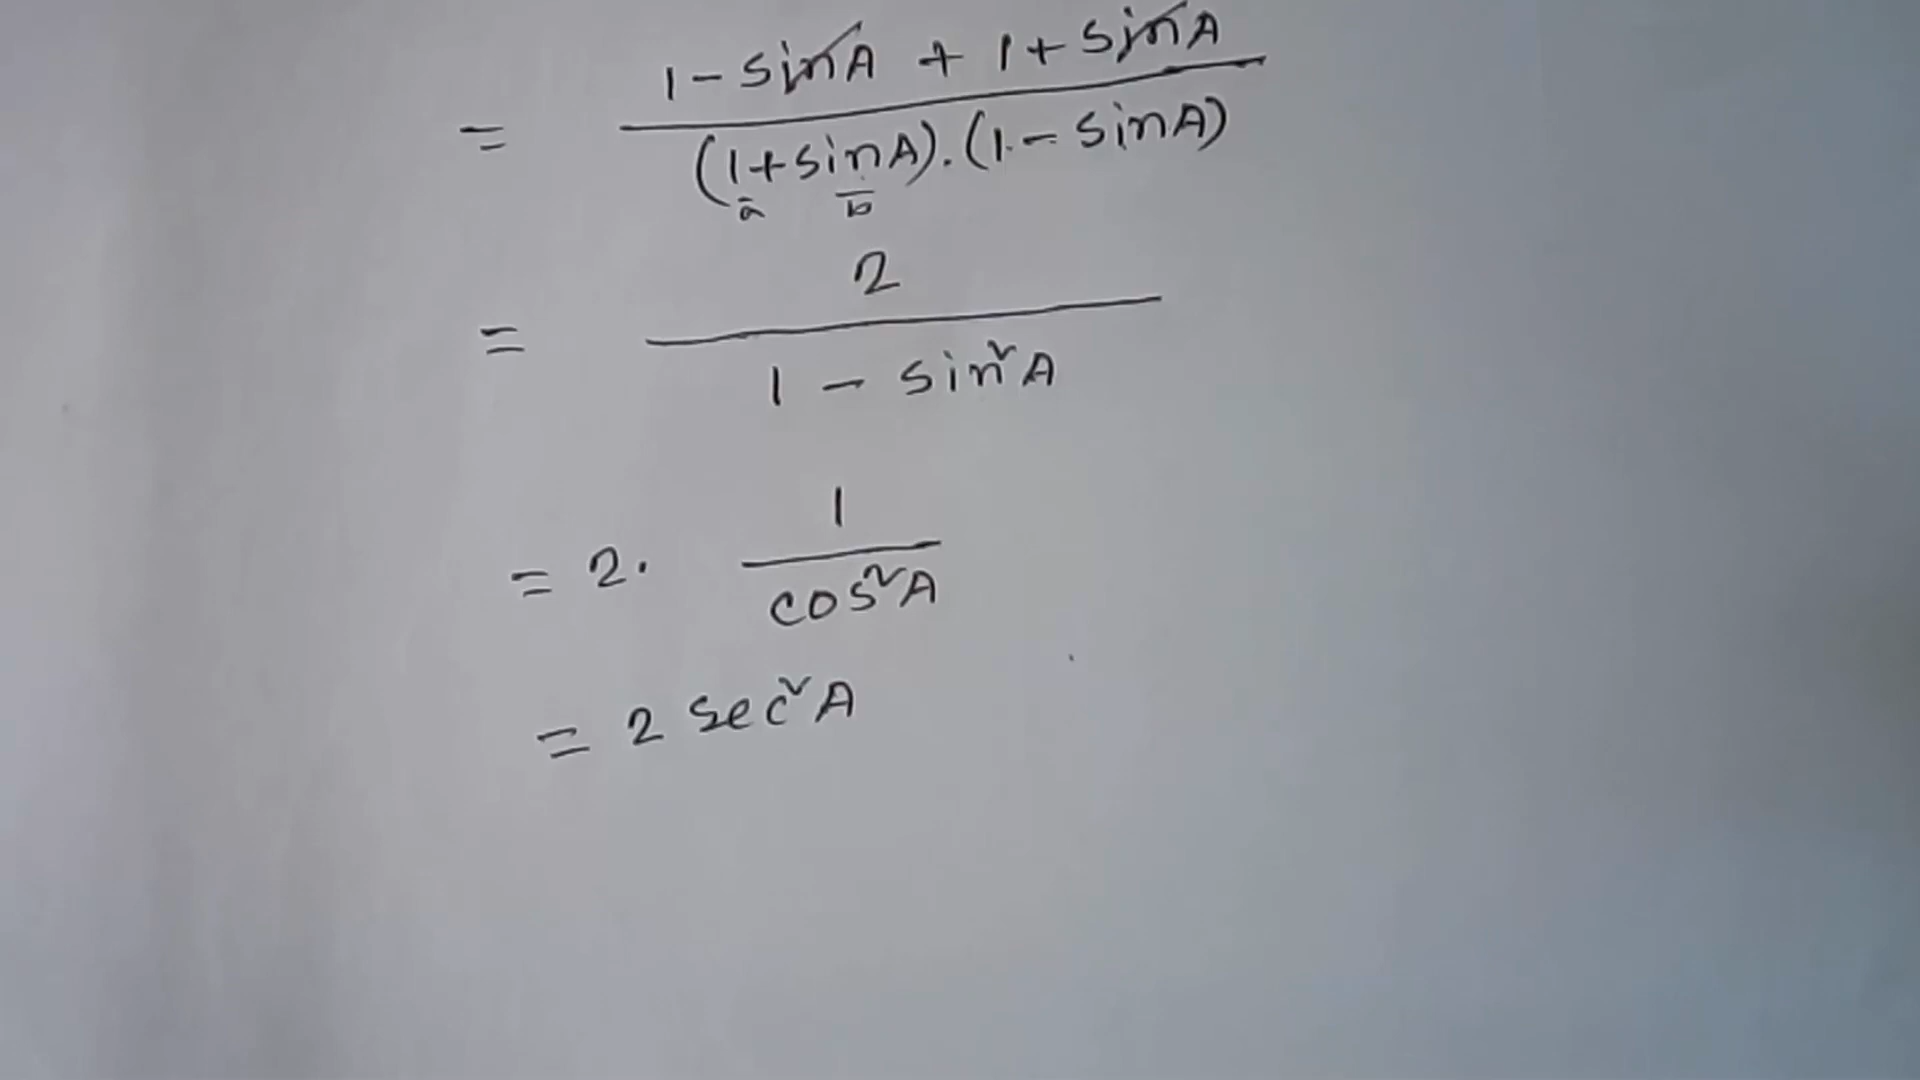 = 1 - sinA + 1 + sinA / (1 + sinA).(1 - sinA)
a b
= 2 / 1 - sin²A
= 2. 1 / cos²A
= 2 sec²A